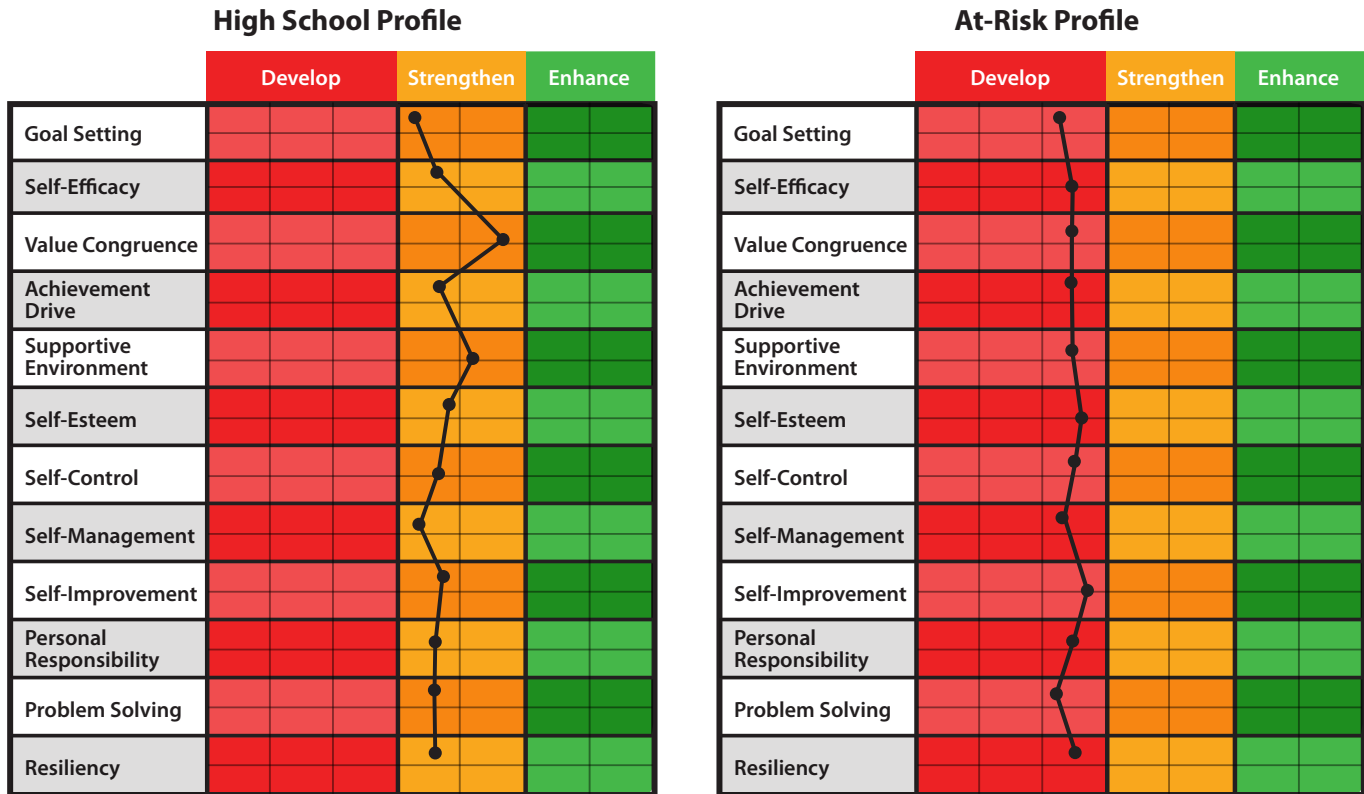 High School Profile
Develop Strengthen Enhance
Goal Setting
Self-Efficacy
Value Congruence
Achievement
Drive
Supportive
Environment
Self-Esteem
Self-Control
Self-Management
Self-Improvement
Personal
Responsibility
Problem Solving
Resiliency
At-Risk Profile
Develop Strengthen Enhance
Goal Setting
Self-Efficacy
Value Congruence
Achievement
Drive
Supportive
Environment
Self-Esteem
Self-Control
Self-Management
Self-Improvement
Personal
Responsibility
Problem Solving
Resiliency